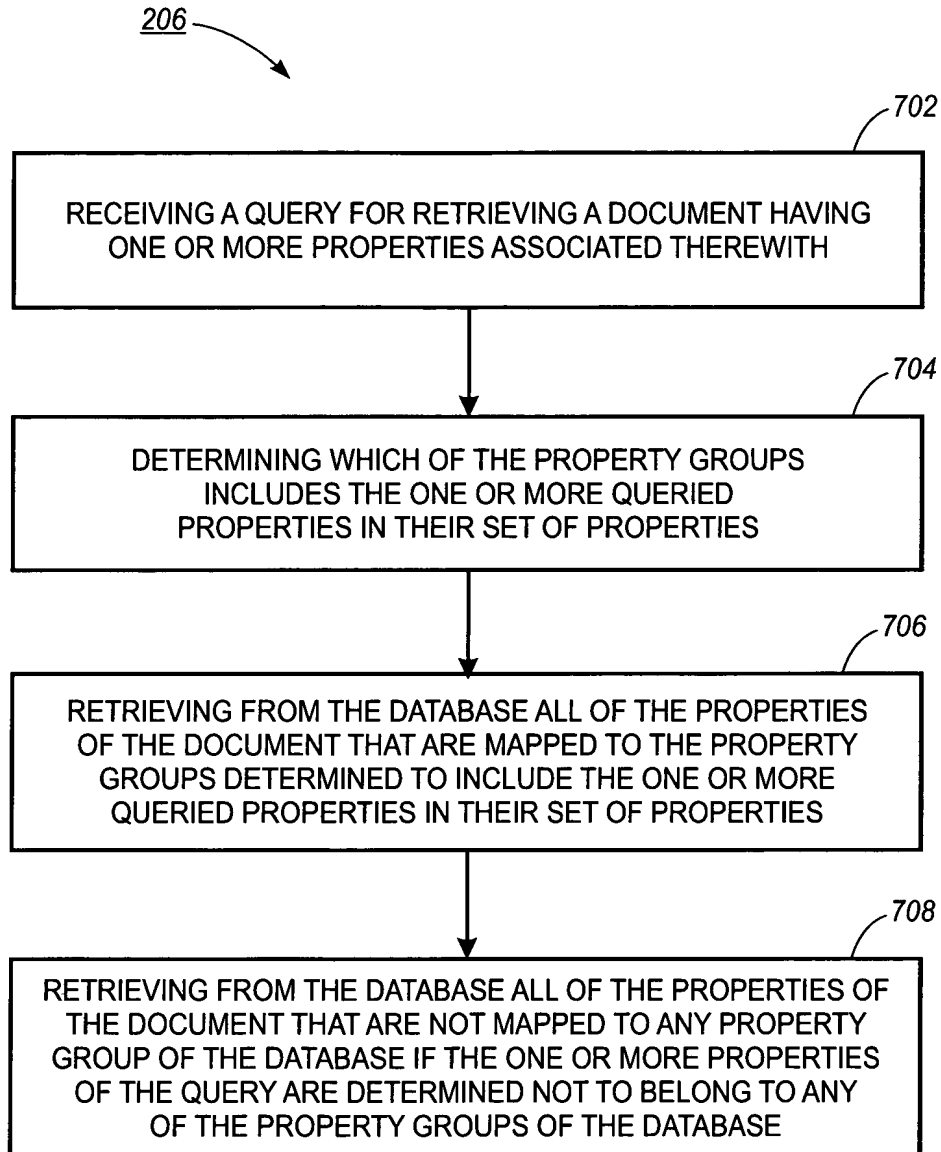 206
702
RECEIVING A QUERY FOR RETRIEVING A DOCUMENT HAVING
ONE OR MORE PROPERTIES ASSOCIATED THEREWITH
704
DETERMINING WHICH OF THE PROPERTY GROUPS
INCLUDES THE ONE OR MORE QUERIED
PROPERTIES IN THEIR SET OF PROPERTIES
706
RETRIEVING FROM THE DATABASE ALL OF THE PROPERTIES
OF THE DOCUMENT THAT ARE MAPPED TO THE PROPERTY
GROUPS DETERMINED TO INCLUDE THE ONE OR MORE
QUERIED PROPERTIES IN THEIR SET OF PROPERTIES
708
RETRIEVING FROM THE DATABASE ALL OF THE PROPERTIES OF
THE DOCUMENT THAT ARE NOT MAPPED TO ANY PROPERTY
GROUP OF THE DATABASE IF THE ONE OR MORE PROPERTIES
OF THE QUERY ARE DETERMINED NOT TO BELONG TO ANY
OF THE PROPERTY GROUPS OF THE DATABASE